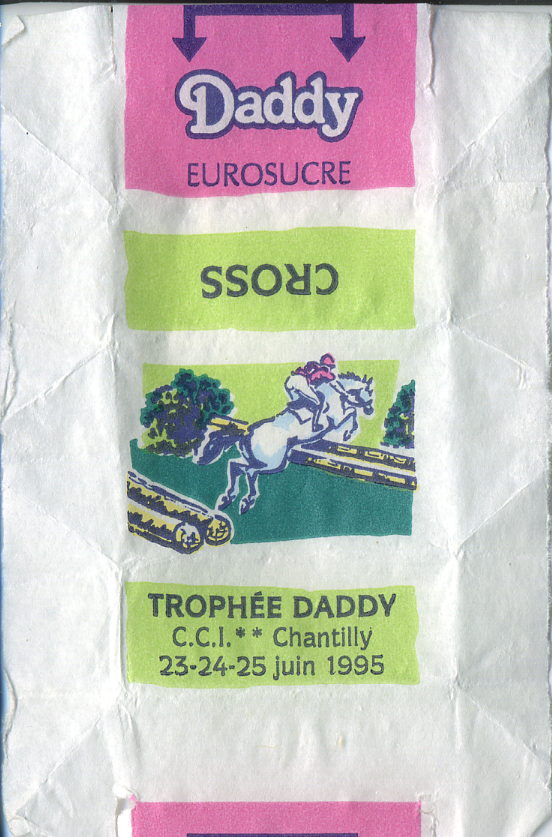 Daddy
EUROSUCRE
CROSS
TROPHÉE DADDY
C.C.I.** Chantilly
23-24-25 juin 1995